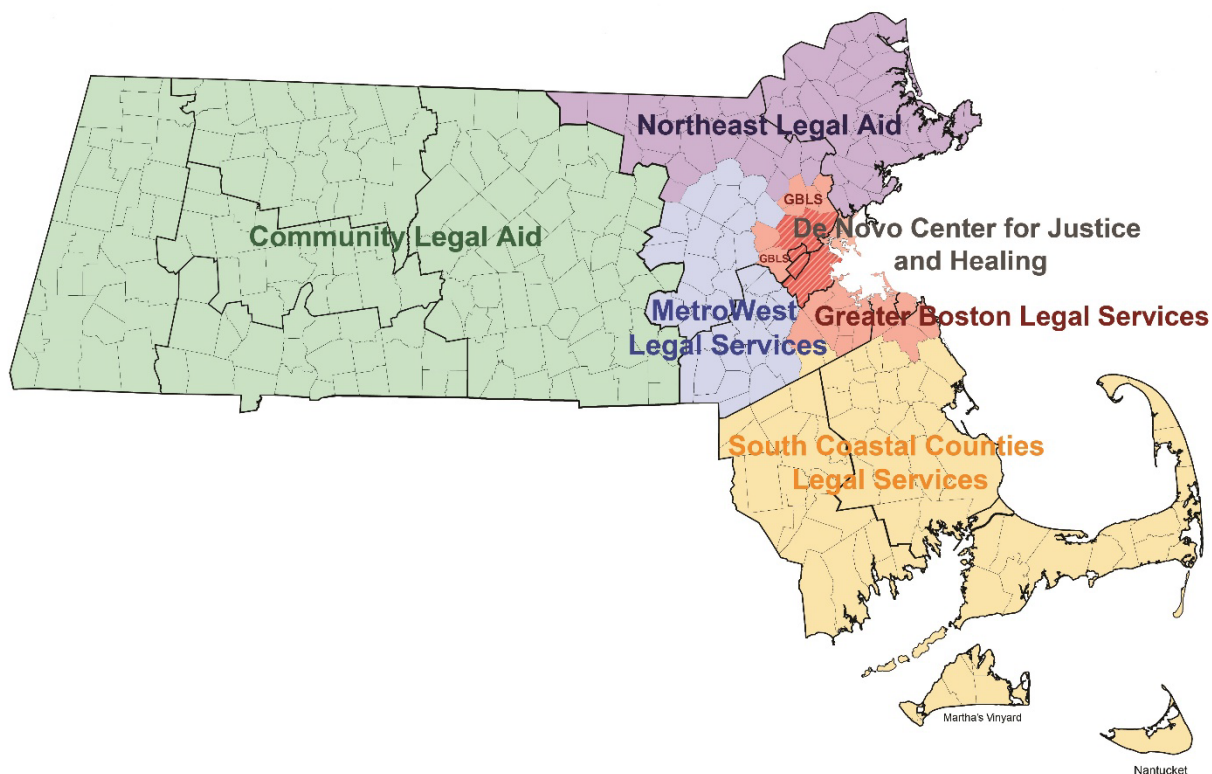 Northeast Legal Aid
GBLS
De Novo Center for Justice
and Healing
Community Legal Aid
GBLS
MetroWest
Legal Services
Greater Boston Legal Services
South Coastal Counties
Legal Services
Martha's Vinyard
Nantucket